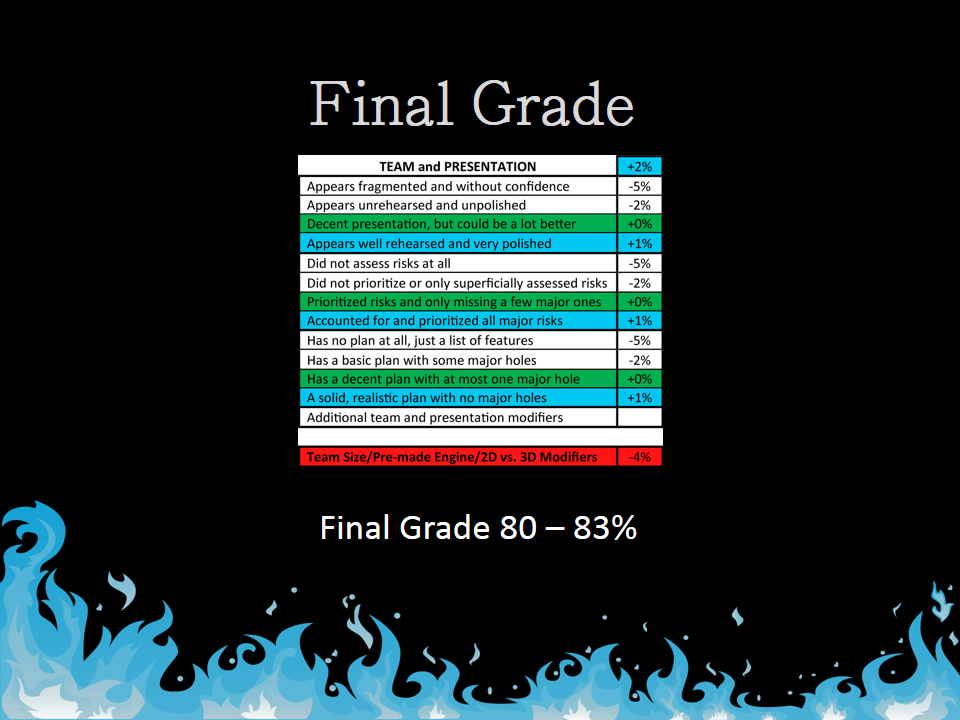 Final Grade
TEAM and PRESENTATION +2%
Appears fragmented and without confidence -5%
Appears unrehearsed and unpolished -2%
Decent presentation, but could be a lot better +0%
Appears well rehearsed and very polished +1%
Did not assess risks at all -5%
Did not prioritize or only superficially assessed risks -2%
Prioritized risks and only missing a few major ones +0%
Accounted for and prioritized all major risks +1%
Has no plan at all, just a list of features -5%
Has a basic plan with some major holes -2%
Has a decent plan with at most one major hole +0%
A solid, realistic plan with no major holes +1%
Additional team and presentation modifiers
Team Size/Pre-made Engine/2D vs. 3D Modifiers -4%
Final Grade 80 – 83%